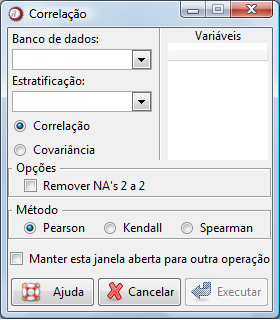 Correlação
Banco de dados:
Variáveis
Estratificação:
Correlação
Covariância
Opções
Remover NA's 2 a 2
Método
Pearson Kendall Spearman
Manter esta janela aberta para outra operação
Ajuda Cancelar Executar